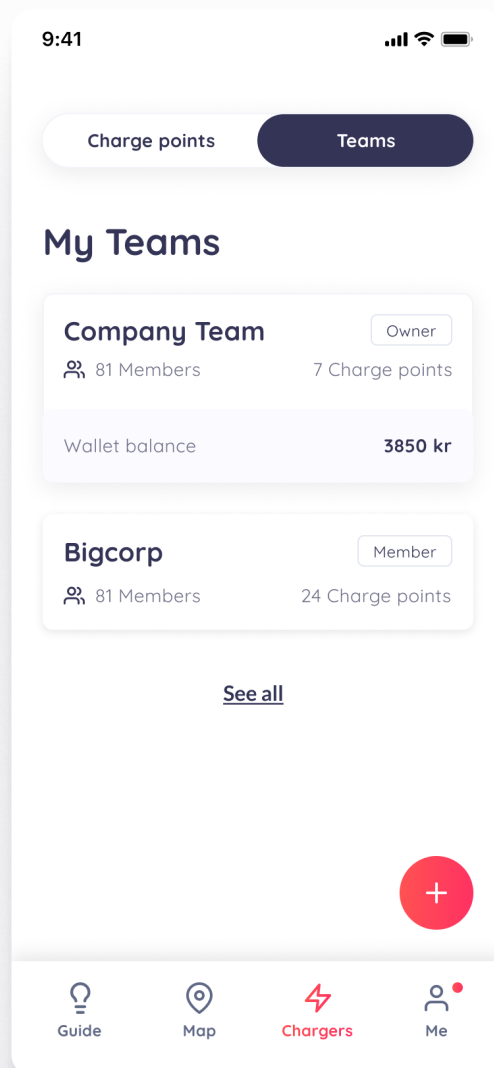 9:41
Charge points Teams
My Teams
Company Team Owner
81 Members 7 Charge points
Wallet balance 3850 kr
Bigcorp Member
81 Members 24 Charge points
See all
Guide Map Chargers Me